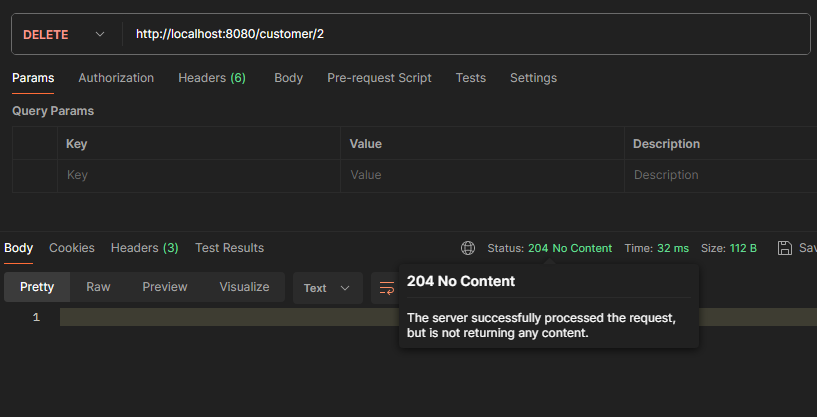 DELETE http://localhost:8080/customer/2
Params Authorization Headers (6) Body Pre-request Script Tests Settings
Query Params
Key Value Description
Key Value Description
Body Cookies Headers (3) Test Results Status: 204 No Content Time: 32 ms Size: 112 B Sav
Pretty Raw Preview Visualize Text
204 No Content
1
The server successfully processed the request,
but is not returning any content.